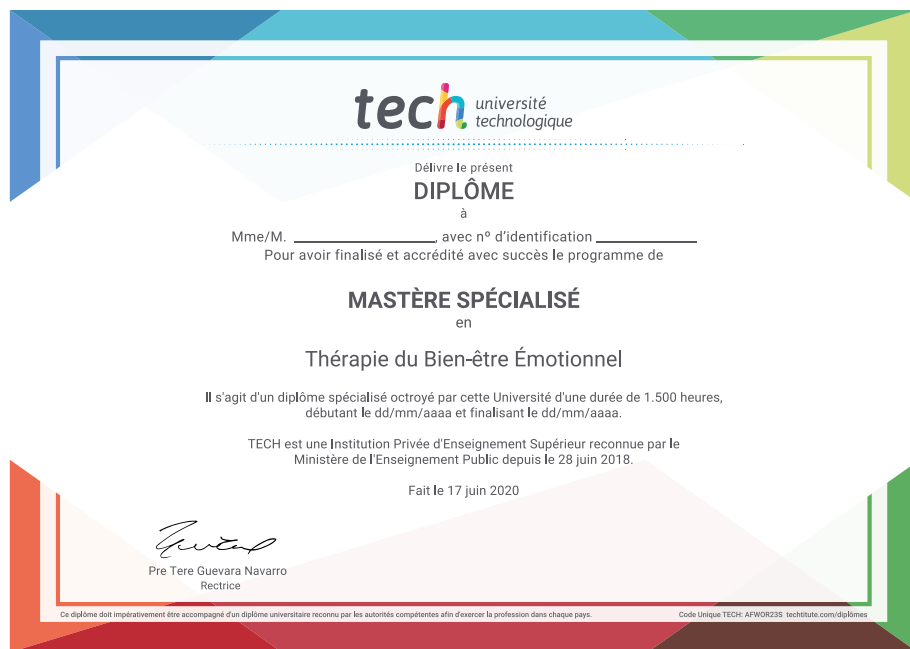 tech université
technologique
Délivre le présent
DIPLÔME
à
Mme/M. ____________, avec nº d'identification ____________
Pour avoir finalisé et accrédité avec succès le programme de
MASTÈRE SPÉCIALISÉ
en
Thérapie du Bien-être Émotionnel
Il s'agit d'un diplôme spécialisé octroyé par cette Université d'une durée de 1.500 heures,
débutant le dd/mm/aaaa et finalisant le dd/mm/aaaa.
TECH est une Institution Privée d'Enseignement Supérieur reconnue par le
Ministère de l'Enseignement Public depuis le 28 juin 2018.
Fait le 17 juin 2020
Pre Tere Guevara Navarro
Rectrice
Ce diplôme doit impérativement être accompagné d'un diplôme universitaire reconnu par les autorités compétentes afin d'exercer la profession dans chaque pays.
Code Unique TECH: AFWOR23S techtitute.com/diplômes